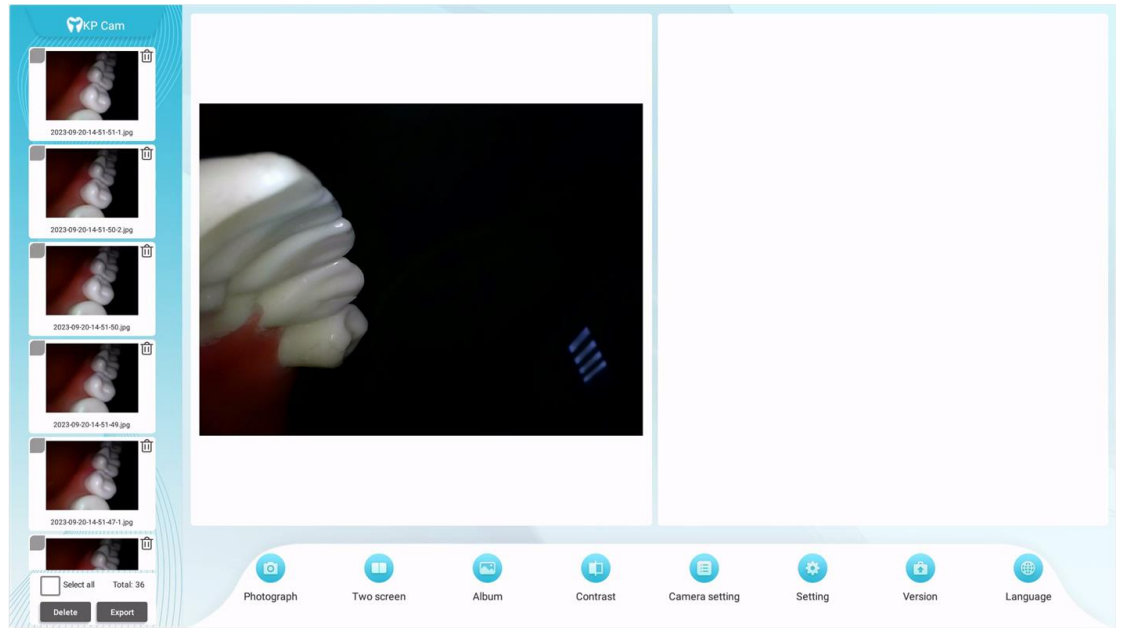 KP Cam
2023-09-20-14-51-51-1.jpg
2023-09-20-14-51-50-2.jpg
2023-09-20-14-51-50.jpg
2023-09-20-14-51-49.jpg
2023-09-20-14-51-47-1.jpg
Select all Total: 36
Delete Export
Photograph Two screen Album Contrast Camera setting Setting Version Language